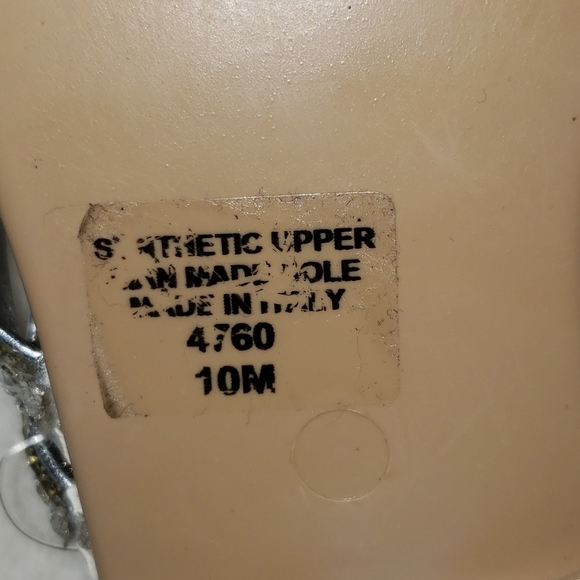 SYNTHETIC UPPER
MAN MADE SOLE
MADE IN ITALY
4760
10M